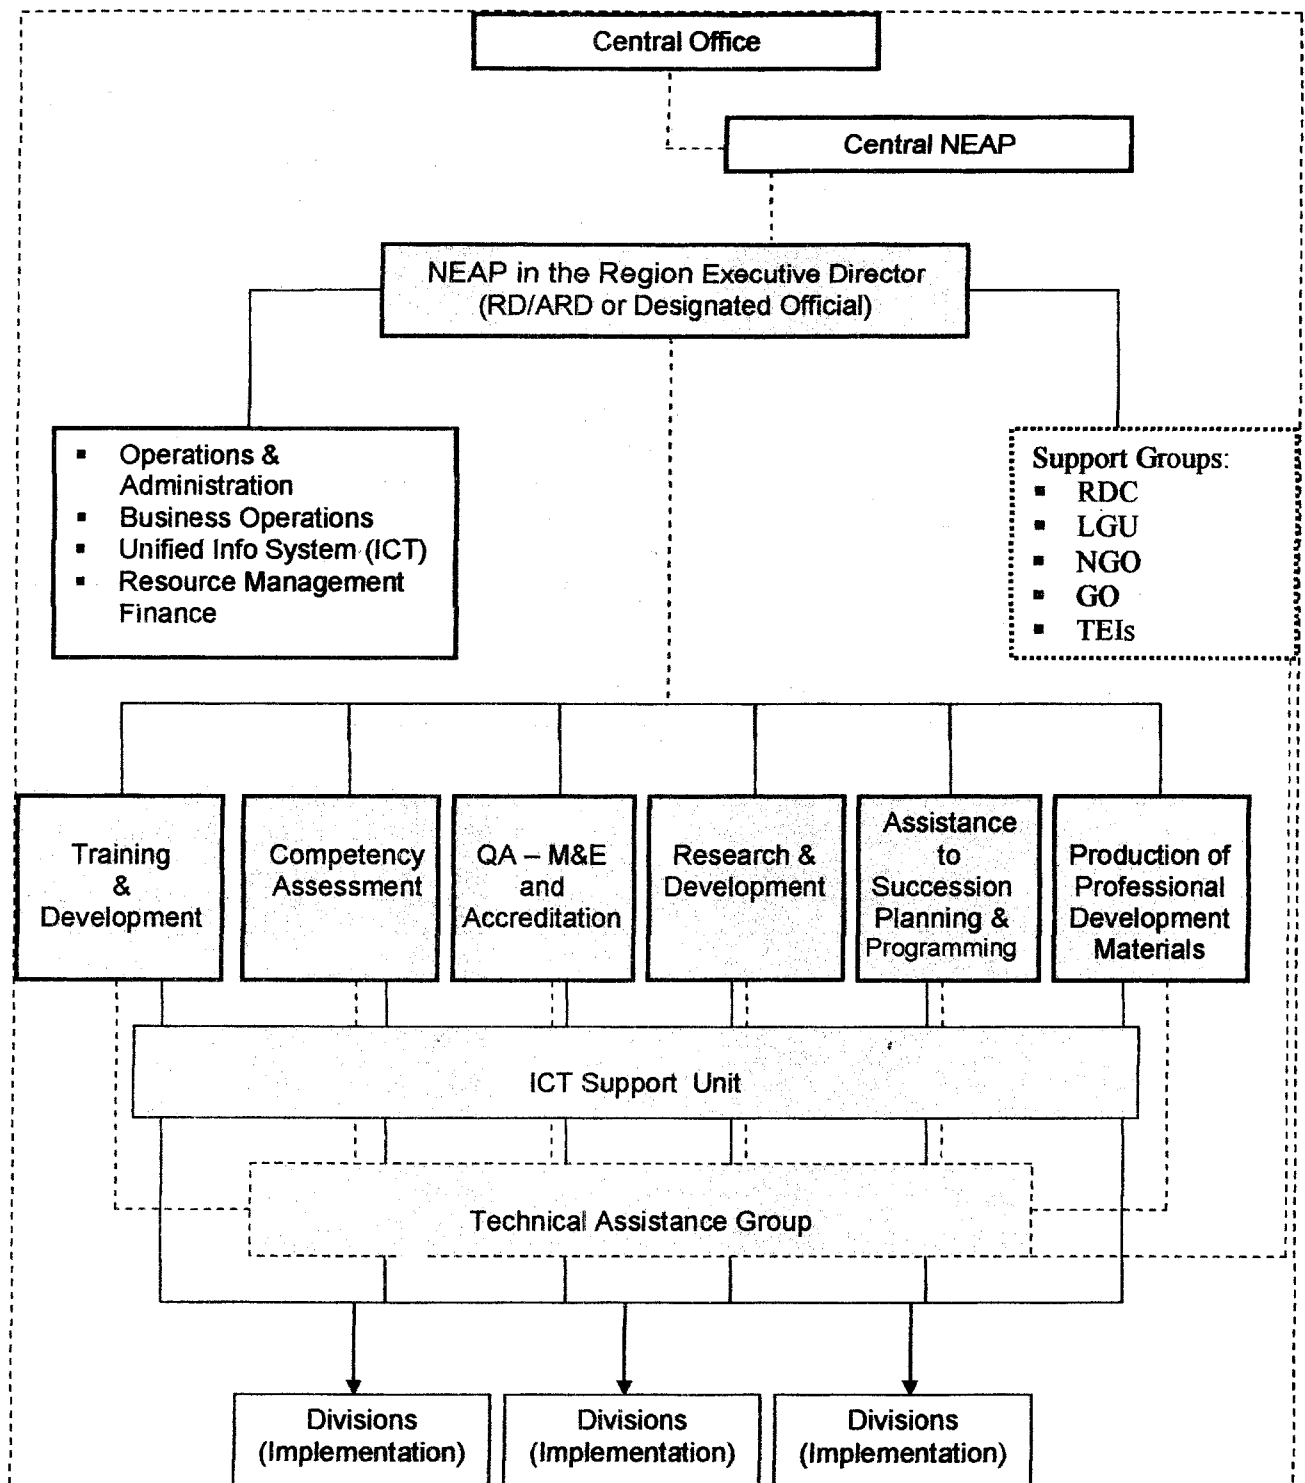 Central Office
Central NEAP
NEAP in the Region Executive Director
(RD/ARD or Designated Official)
▪ Operations &
Administration
▪ Business Operations
▪ Unified Info System (ICT)
▪ Resource Management
Finance
Support Groups:
▪ RDC
▪ LGU
▪ NGO
▪ GO
▪ TEIs
Training
&
Development
Competency
Assessment
QA – M&E
and
Accreditation
Research &
Development
Assistance
to
Succession
Planning &
Programming
Production of
Professional
Development
Materials
ICT Support Unit
Technical Assistance Group
Divisions
(Implementation)
Divisions
(Implementation)
Divisions
(Implementation)